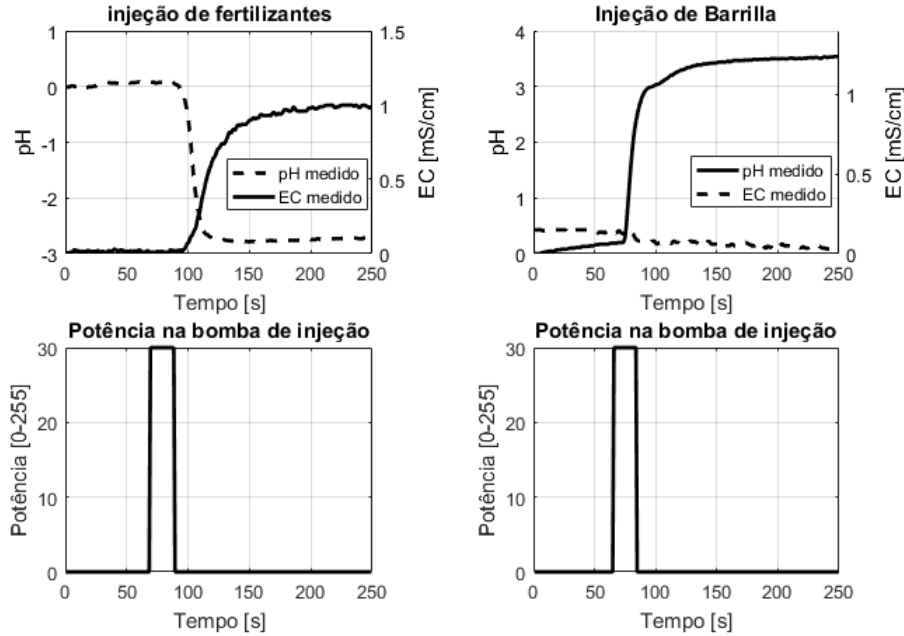 injeção de fertilizantes
1
0
-1
-2
-3
pH
1.5
1
0.5
0
EC [mS/cm]
pH medido
EC medido
0 50 100 150 200 250
Tempo [s]
Injeção de Barrilla
4
3
2
1
0
pH
1
0.5
0
EC [mS/cm]
pH medido
EC medido
0 50 100 150 200 250
Tempo [s]
Potência na bomba de injeção
30
20
10
0
Potência [0-255]
0 50 100 150 200 250
Tempo [s]
Potência na bomba de injeção
30
20
10
0
Potência [0-255]
0 50 100 150 200 250
Tempo [s]